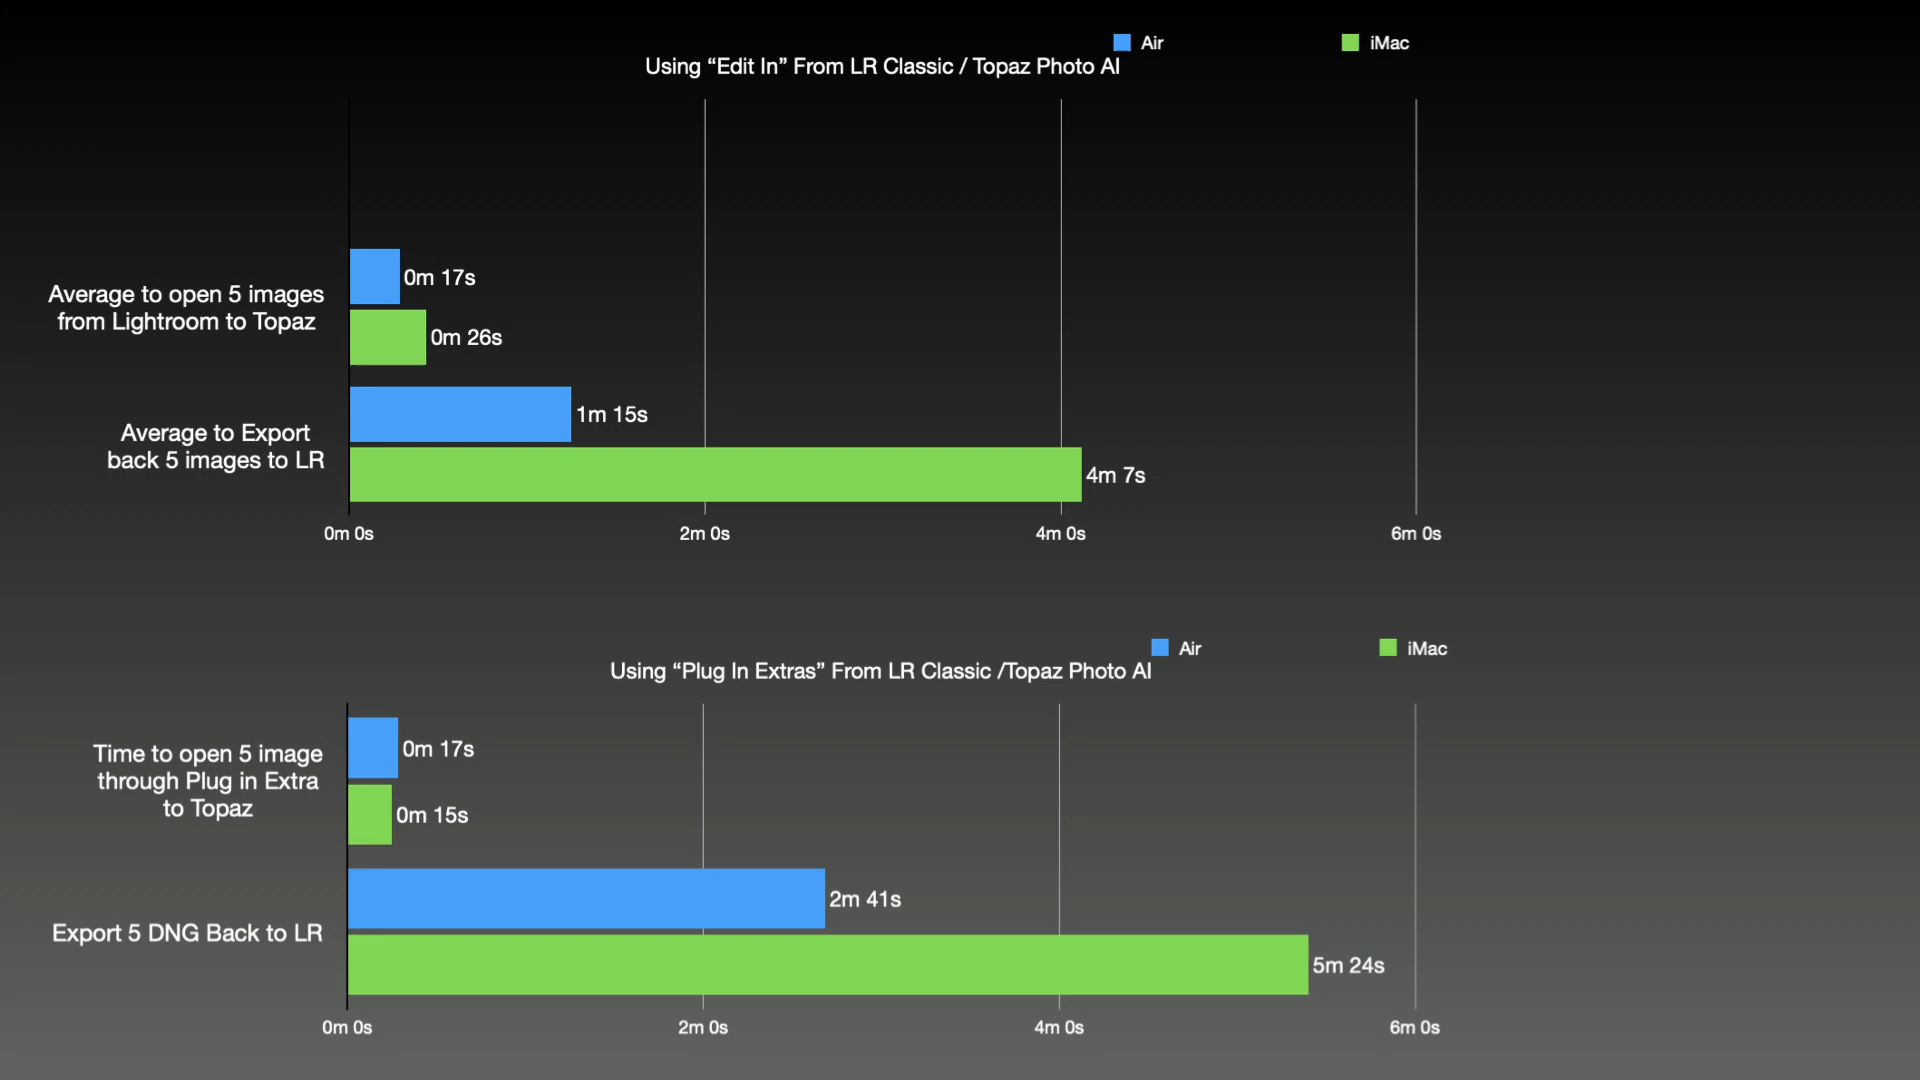 Air
iMac
Using “Edit In” From LR Classic / Topaz Photo AI
Average to open 5 images
from Lightroom to Topaz
0m 17s
0m 26s
Average to Export
back 5 images to LR
1m 15s
4m 7s
0m 0s
2m 0s
4m 0s
6m 0s
Air
iMac
Using “Plug In Extras” From LR Classic /Topaz Photo AI
Time to open 5 image
through Plug in Extra
to Topaz
0m 17s
0m 15s
Export 5 DNG Back to LR
2m 41s
5m 24s
0m 0s
2m 0s
4m 0s
6m 0s